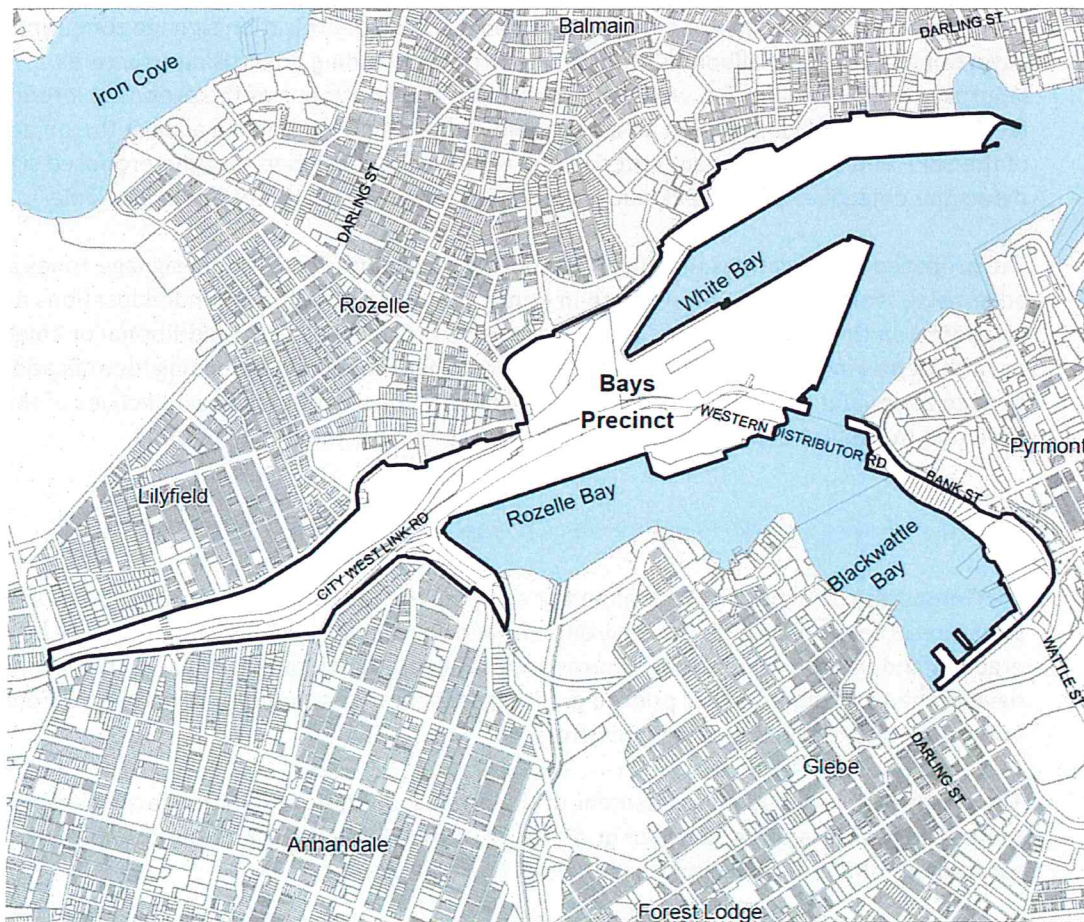 Balmain
DARLING ST
Iron Cove
DARLING ST
White Bay
Rozelle
Bays
Precinct
WESTERN DISTRIBUTOR RD
Pyrmont
BANK ST
Lilyfield
Rozelle Bay
CITY WEST LINK RD
Blackwattle
Bay
WATTLE ST
Glebe
DARLING ST
Annandale
Forest Lodge